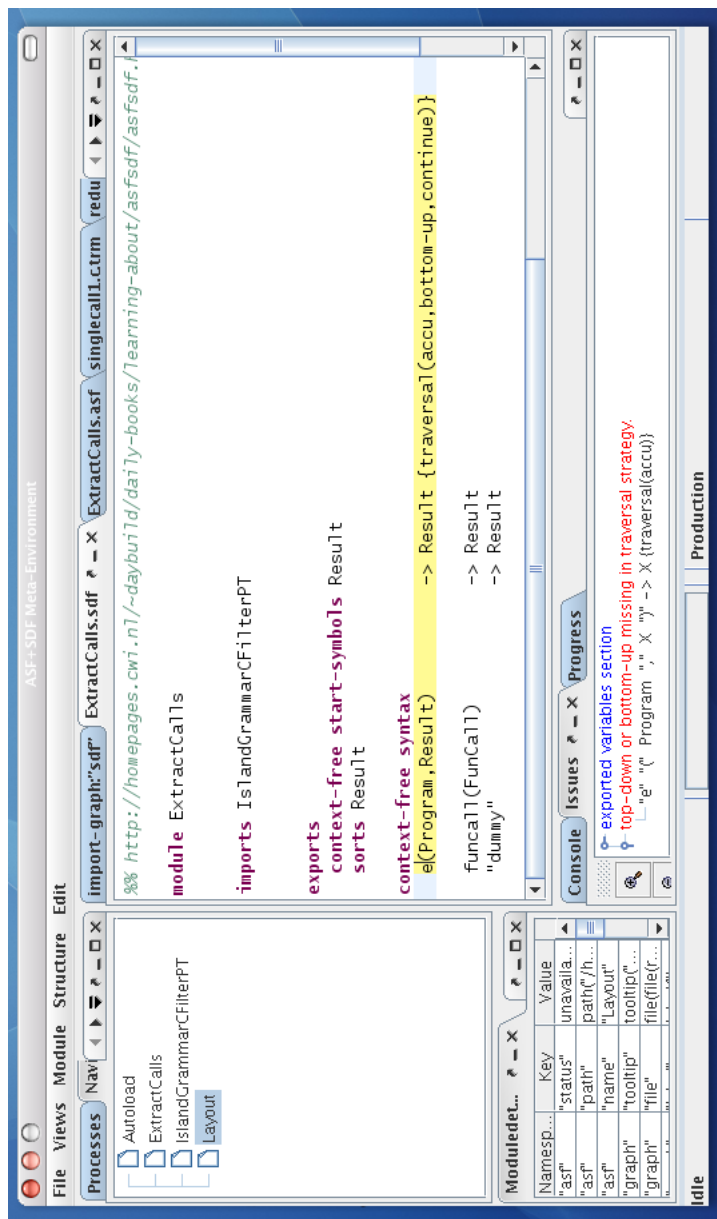 ASF+SDF Meta-Environment
File Views Module Structure Edit
Processes Navi
Autoload
ExtractCalls
IslandGrammarCFilterPT
Layout
Moduledet...
Namesp... Key Value
"asf" "status" unavaila...
"asf" "path" path("/h...
"asf" "name" "Layout"
"graph" "tooltip" tooltip("...
"graph" "file" file(file(r...
import-graph:"sdf" ExtractCalls.sdf ExtractCalls.asf singlecall1.ctrm redu
%% http://homepages.cwi.nl/~daybuild/daily-books/learning-about/asfsdf/asfsdf.
module ExtractCalls
imports IslandGrammarCFilterPT
exports
context-free start-symbols Result
sorts Result
context-free syntax
e(Program,Result) -> Result {traversal(accu,bottom-up,continue)}
funcall(FunCall) -> Result
"dummy" -> Result
Console Issues Progress
exported variables section
top-down or bottom-up missing in traversal strategy.
"e" "(" Program "," X ")" -> X {traversal(accu)}
Idle Production